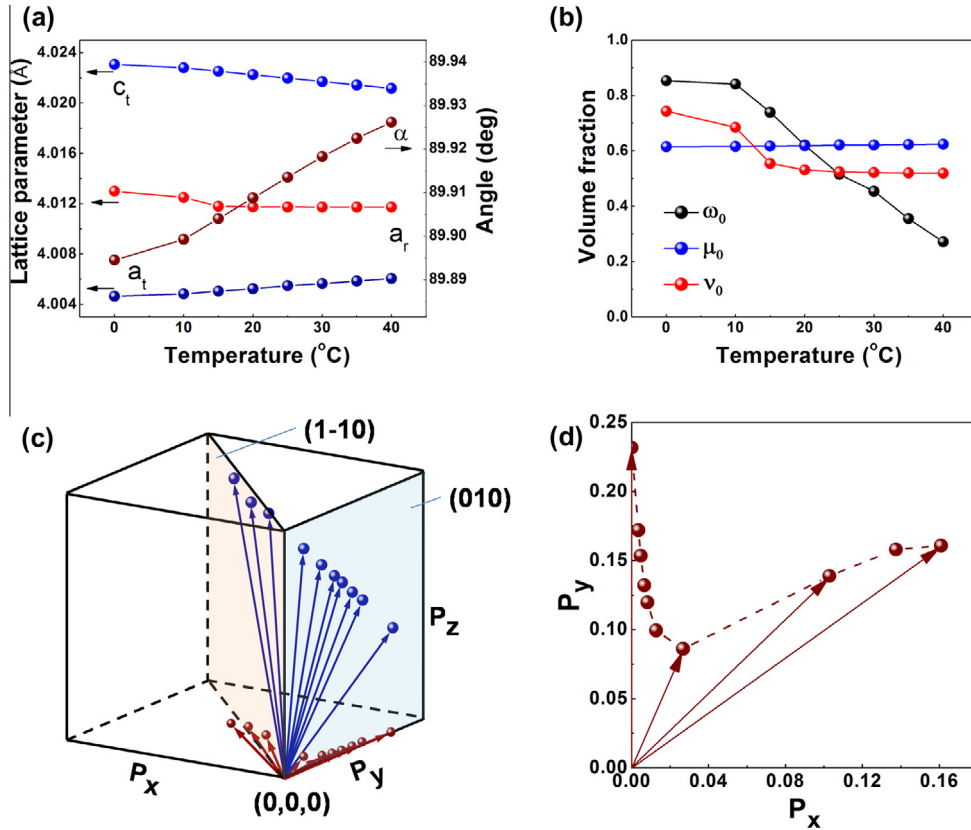 (a)
4.024
4.020
4.016
4.012
4.008
4.004
Lattice parameter (Å)
c_t
α
a_r
a_t
89.94
89.93
89.92
89.91
89.90
89.89
Angle (deg)
0 10 20 30 40
Temperature (°C)
(b)
1.0
0.8
0.6
0.4
0.2
0.0
Volume fraction
ω₀
μ₀
ν₀
0 10 20 30 40
Temperature (°C)
(c)
(1-10)
(010)
P_z
P_x
P_y
(0,0,0)
(d)
0.25
0.20
0.15
0.10
0.05
0.00
P_y
0.00 0.04 0.08 0.12 0.16
P_x